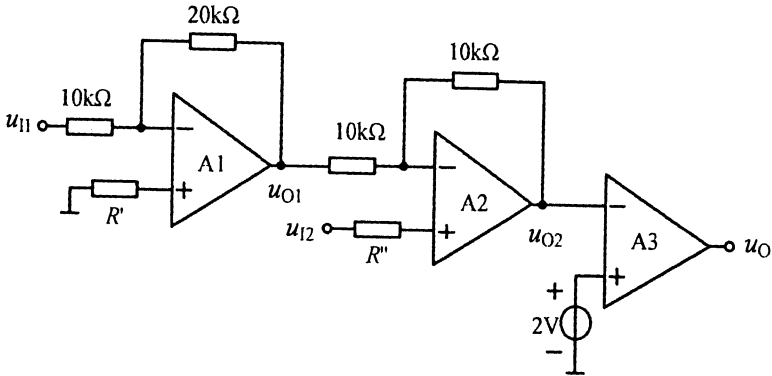 20kΩ
10kΩ
10kΩ
10kΩ
u_I1
−
A1
+
R'
u_O1
−
A2
+
u_I2
R"
u_O2
−
A3
+
u_O
+
2V
−